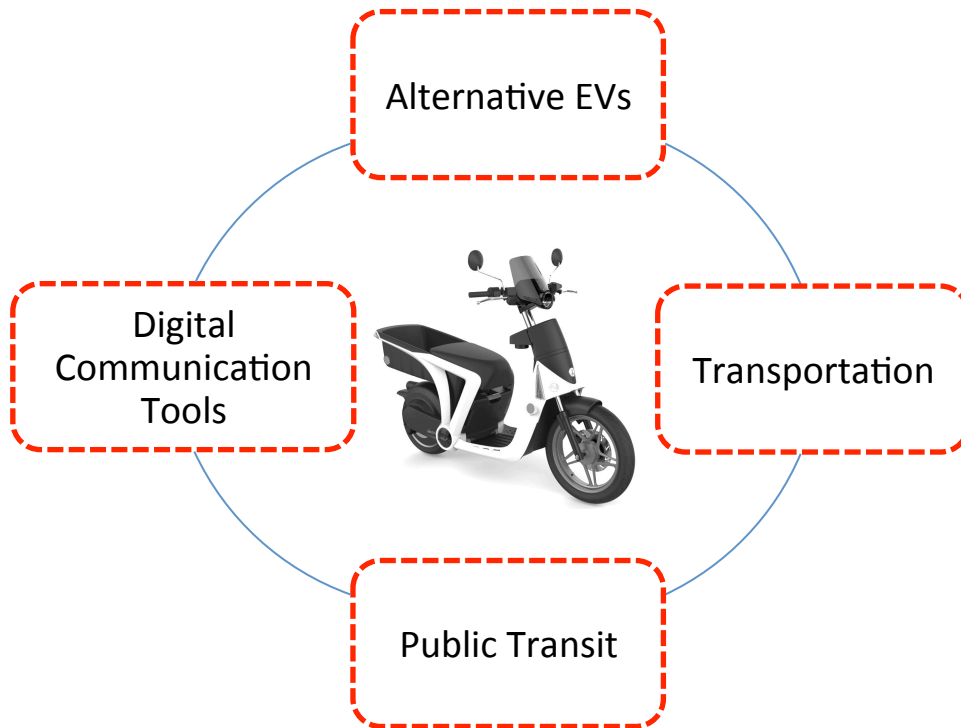 Alternative EVs
Digital
Communication
Tools
Transportation
Public Transit